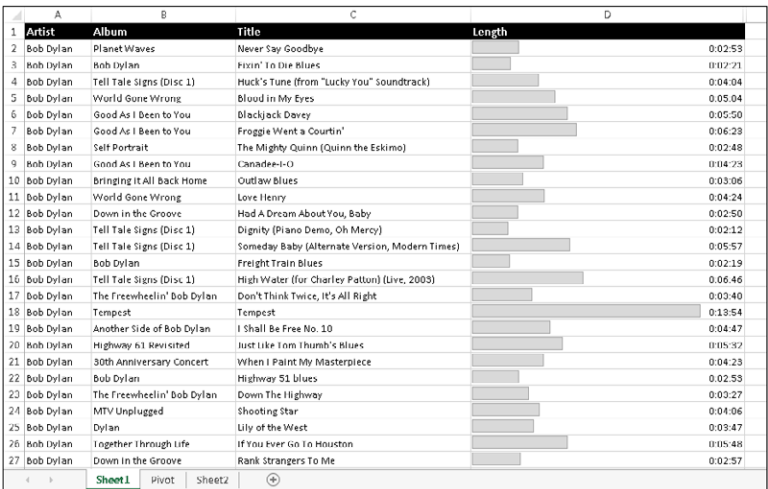 A B C D
1 Artist Album Title Length
2 Bob Dylan Planet Waves Never Say Goodbye 0:02:53
3 Bob Dylan Bob Dylan Fixin' To Die Blues 0:02:21
4 Bob Dylan Tell Tale Signs (Disc 1) Huck's Tune (from "Lucky You" Soundtrack) 0:04:04
5 Bob Dylan World Gone Wrong Blood in My Eyes 0:05:04
6 Bob Dylan Good As I Been to You Blackjack Davey 0:05:50
7 Bob Dylan Good As I Been to You Froggie Went a Courtin' 0:06:23
8 Bob Dylan Self Portrait The Mighty Quinn (Quinn the Eskimo) 0:02:48
9 Bob Dylan Good As I Been to You Canadee-I-O 0:04:23
10 Bob Dylan Bringing It All Back Home Outlaw Blues 0:03:06
11 Bob Dylan World Gone Wrong Love Henry 0:04:24
12 Bob Dylan Down in the Groove Had A Dream About You, Baby 0:02:50
13 Bob Dylan Tell Tale Signs (Disc 1) Dignity (Piano Demo, Oh Mercy) 0:02:12
14 Bob Dylan Tell Tale Signs (Disc 1) Someday Baby (Alternate Version, Modern Times) 0:05:57
15 Bob Dylan Bob Dylan Freight Train Blues 0:02:19
16 Bob Dylan Tell Tale Signs (Disc 1) High Water (for Charley Patton) (Live, 2003) 0:06:46
17 Bob Dylan The Freewheelin' Bob Dylan Don't Think Twice, It's All Right 0:03:40
18 Bob Dylan Tempest Tempest 0:13:54
19 Bob Dylan Another Side of Bob Dylan I Shall Be Free No. 10 0:04:47
20 Bob Dylan Highway 61 Revisited Just Like Tom Thumb's Blues 0:05:32
21 Bob Dylan 30th Anniversary Concert When I Paint My Masterpiece 0:04:23
22 Bob Dylan Bob Dylan Highway 51 blues 0:02:53
23 Bob Dylan The Freewheelin' Bob Dylan Down The Highway 0:03:27
24 Bob Dylan MTV Unplugged Shooting Star 0:04:06
25 Bob Dylan Dylan Lily of the West 0:03:47
26 Bob Dylan Together Through Life If You Ever Go To Houston 0:05:48
27 Bob Dylan Down in the Groove Rank Strangers To Me 0:02:57
Sheet1 Pivot Sheet2